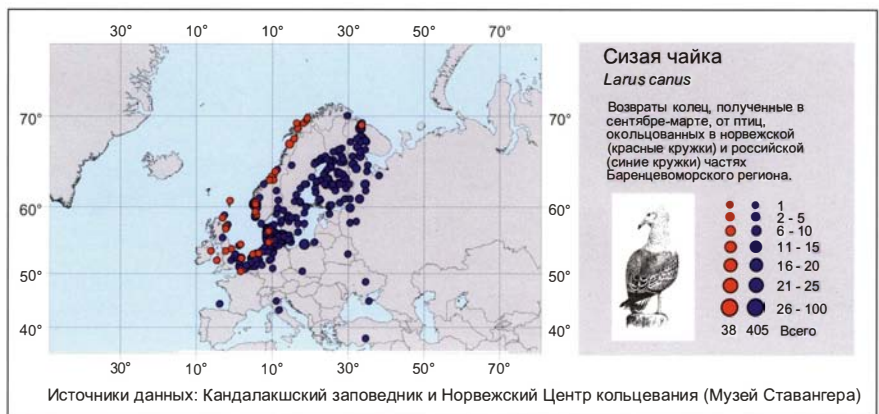 30° 10° 10° 30° 70°
Сизая чайка
Larus canus
Возвраты колец, полученные в
сентябре-марте, от птиц,
окольцованных в норвежской
(красные кружки) и российской
(синие кружки) частях
Баренцевоморского региона.
70° 70°
60° 60°
50° 50°
40° 40°
1
2 - 5
6 - 10
11 - 15
16 - 20
21 - 25
26 - 100
38 405 Всего
30° 10° 10° 30° 50° 70°
Источники данных: Кандалакшский заповедник и Норвежский Центр кольцевания (Музей Ставангера)